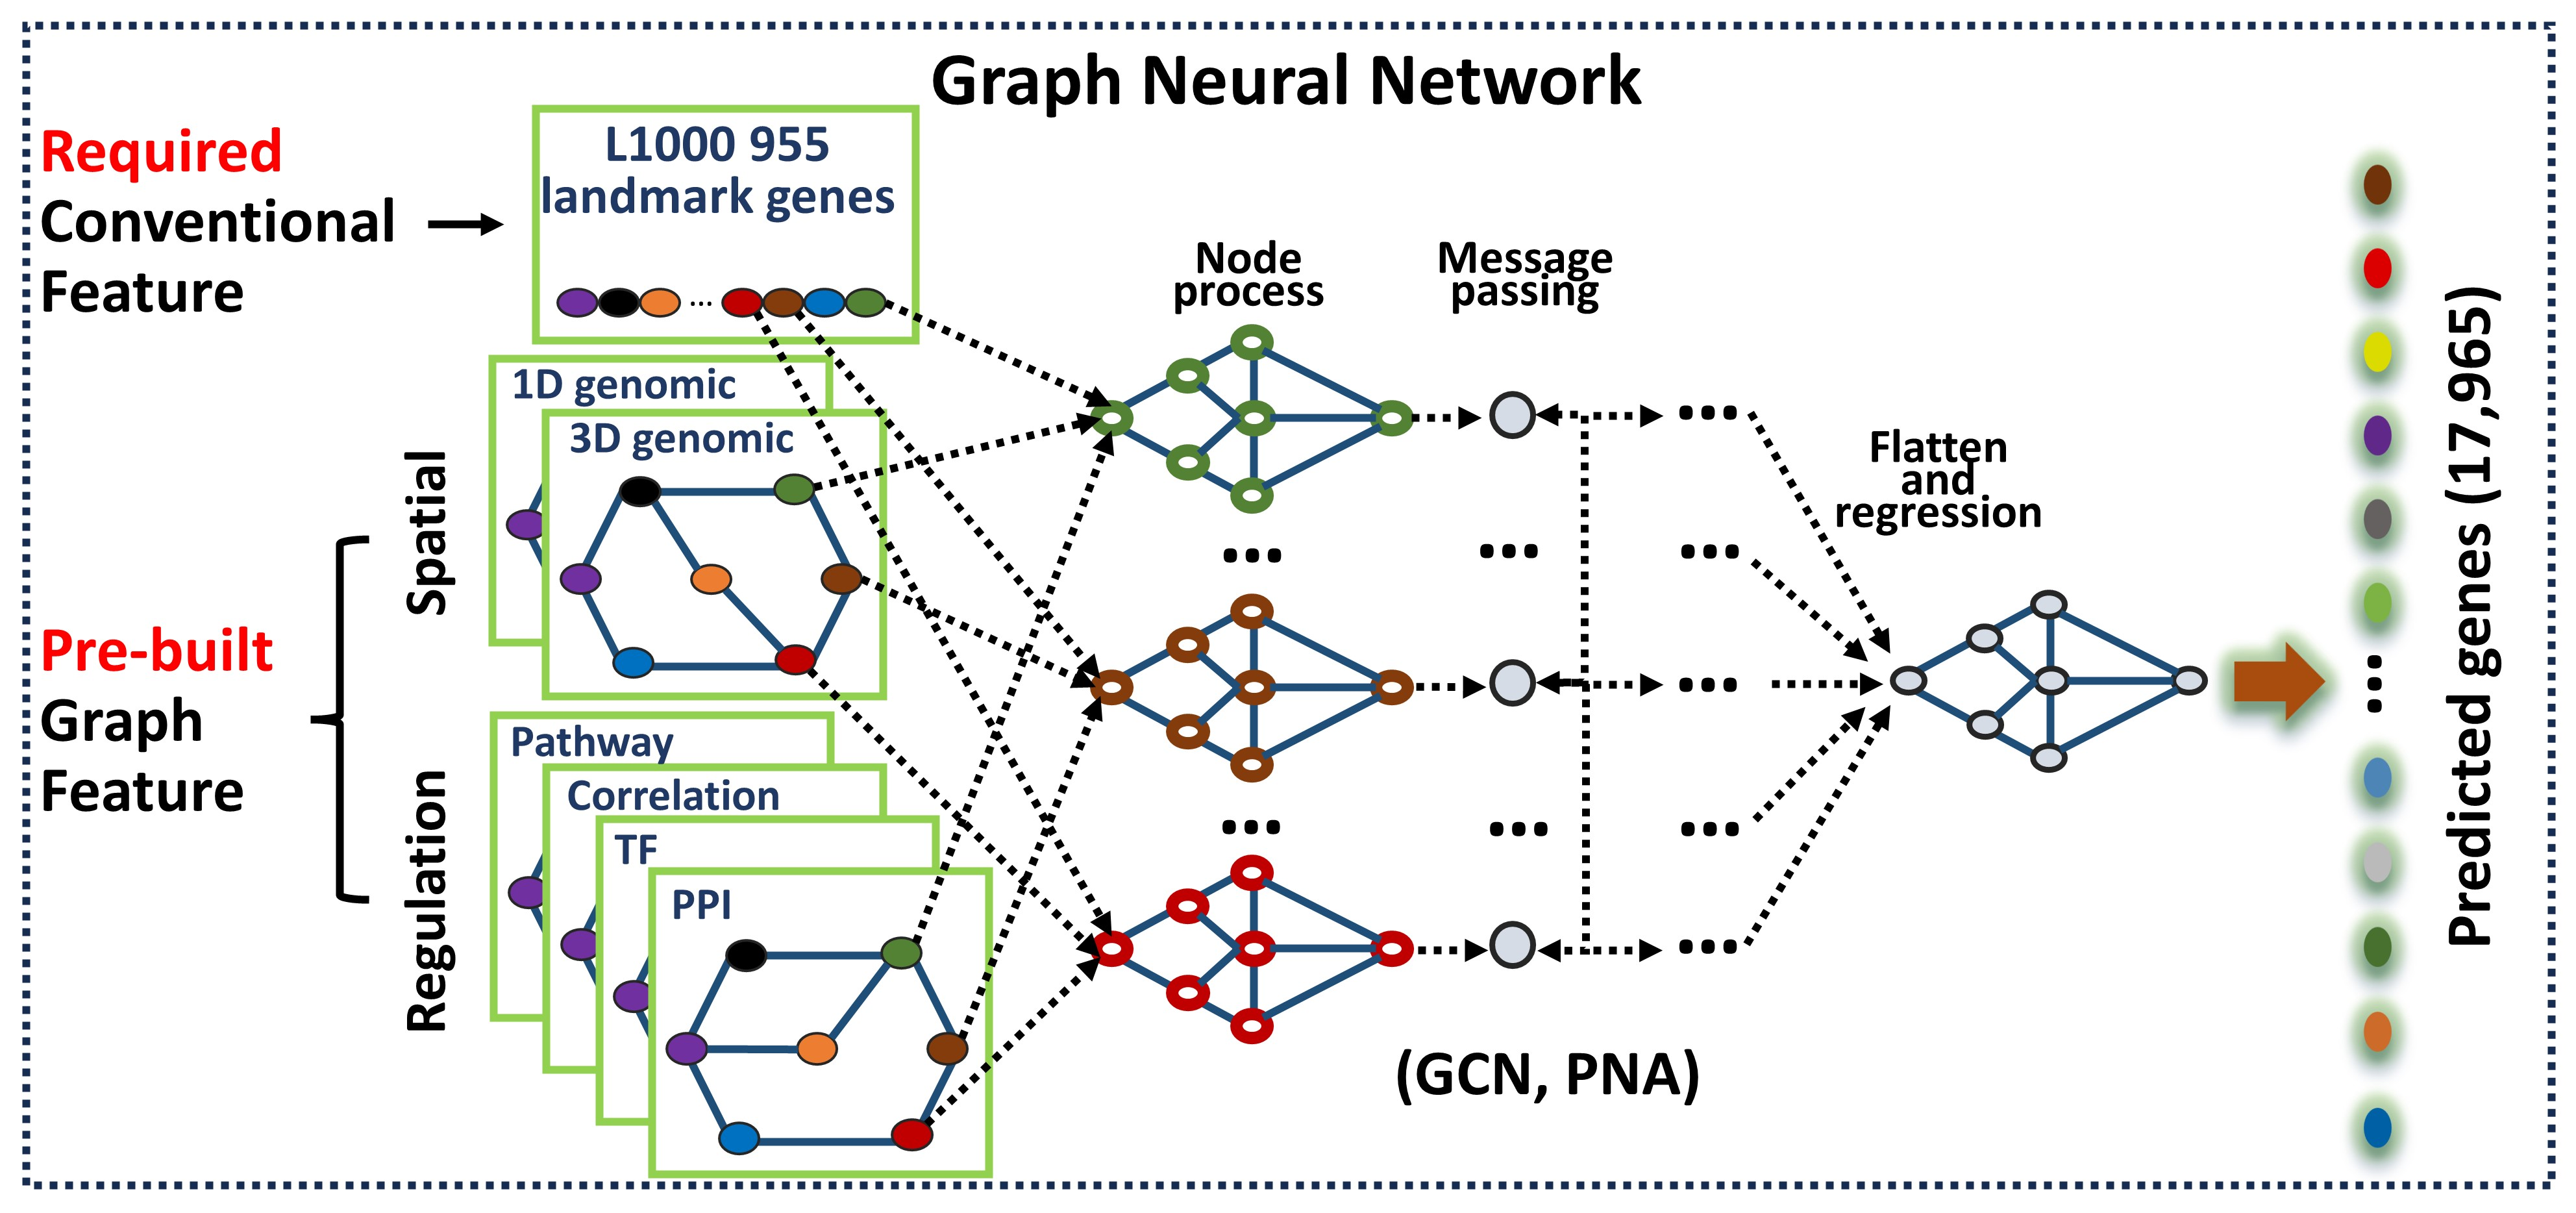 Graph Neural Network
Required
Conventional
Feature
L1000 955
landmark genes
...
1D genomic
3D genomic
Spatial
Pre-built
Graph
Feature
Pathway
Correlation
TF
PPI
Regulation
Node
process
Message
passing
Flatten
and
regression
(GCN, PNA)
Predicted genes (17,965)